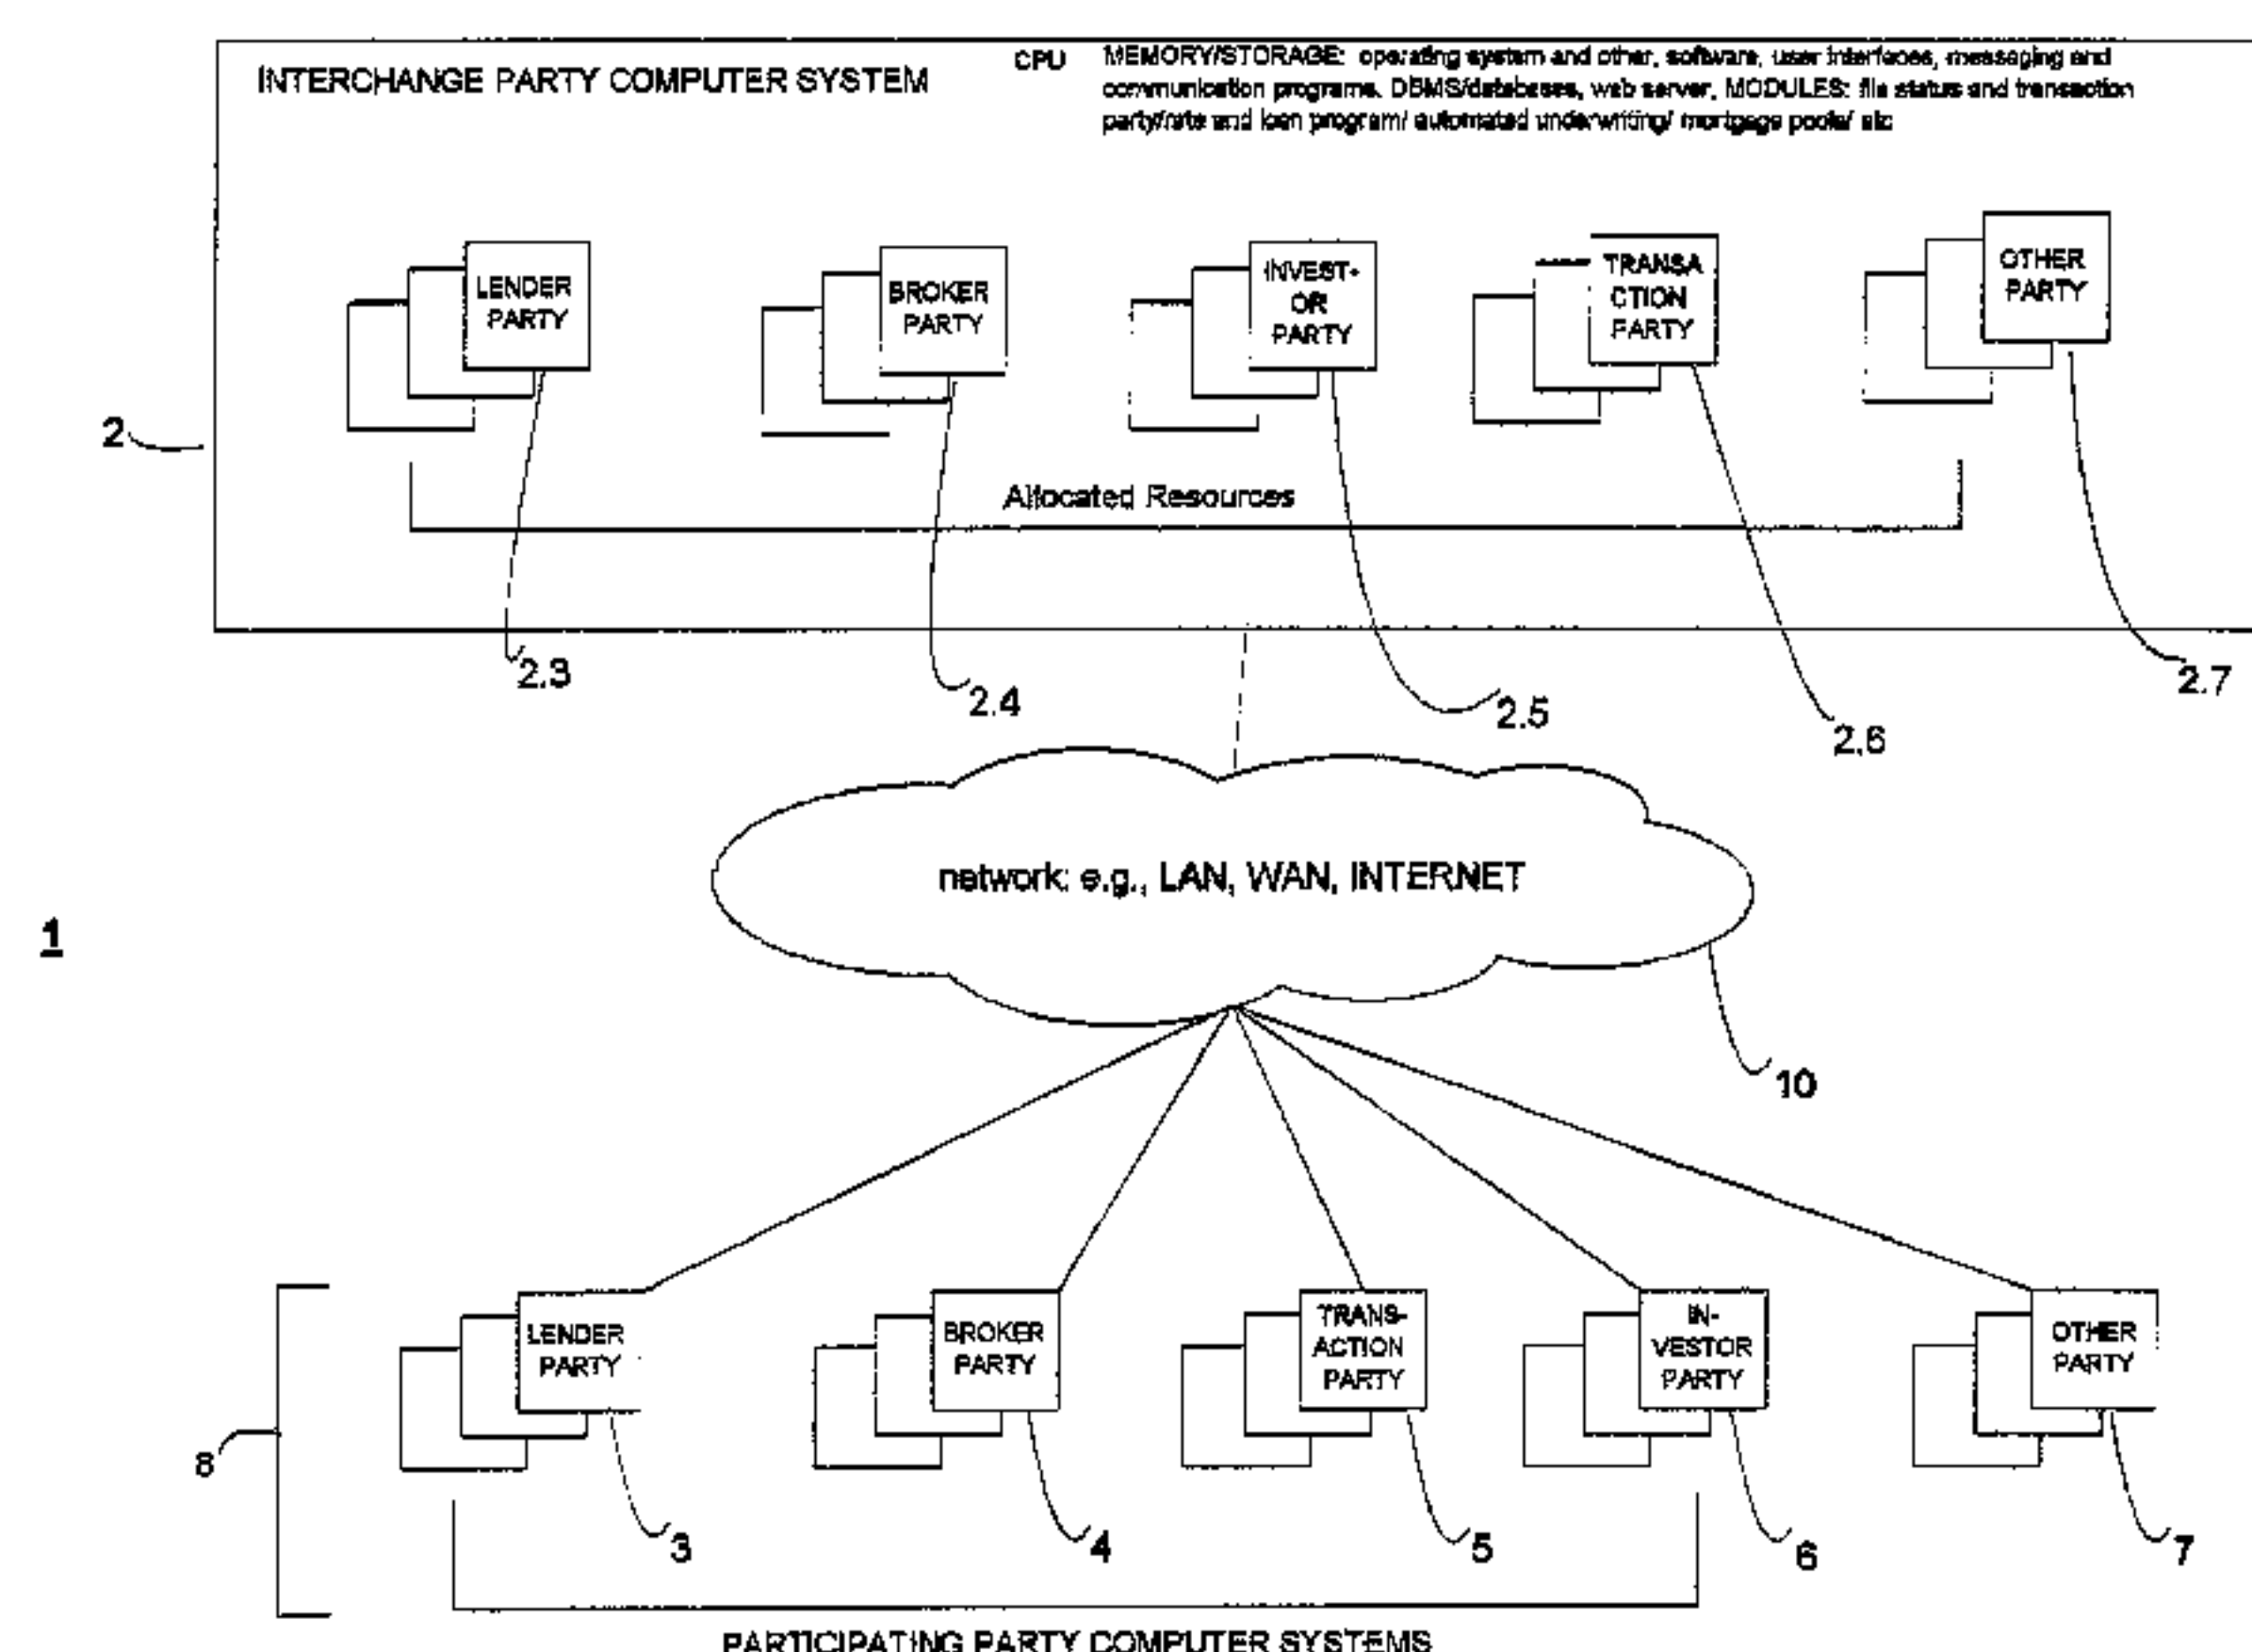 INTERCHANGE PARTY COMPUTER SYSTEM
CPU
MEMORY/STORAGE: operating system and other, software, user interfaces, messaging and
communication programs. DBMS/databases, web server, MODULES: file status and transaction
party/rate and loan program/ automated underwriting/ mortgage pools/ etc
LENDER
PARTY
BROKER
PARTY
INVEST-
OR
PARTY
TRANSA
CTION
PARTY
OTHER
PARTY
2
Allocated Resources
2.3
2.4
2.5
2.6
2.7
network: e.g., LAN, WAN, INTERNET
1
10
LENDER
PARTY
BROKER
PARTY
TRANS-
ACTION
PARTY
IN-
VESTOR
PARTY
OTHER
PARTY
8
3
4
5
6
7
PARTICIPATING PARTY COMPUTER SYSTEMS